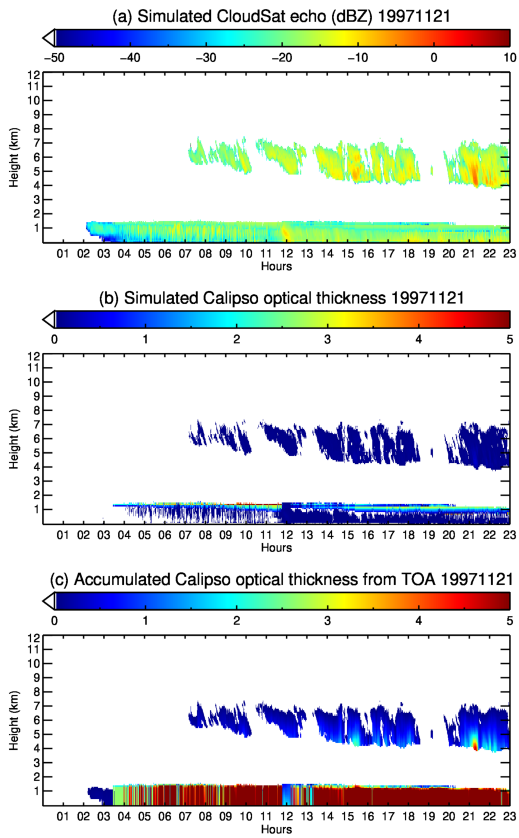 (a) Simulated CloudSat echo (dBZ) 19971121
−50 −40 −30 −20 −10 0 10
12
11
10
9
8
7
6
5
4
3
2
1
Height (km)
01 02 03 04 05 06 07 08 09 10 11 12 13 14 15 16 17 18 19 20 21 22 23
Hours
(b) Simulated Calipso optical thickness 19971121
0 1 2 3 4 5
12
11
10
9
8
7
6
5
4
3
2
1
Height (km)
01 02 03 04 05 06 07 08 09 10 11 12 13 14 15 16 17 18 19 20 21 22 23
Hours
(c) Accumulated Calipso optical thickness from TOA 19971121
0 1 2 3 4 5
12
11
10
9
8
7
6
5
4
3
2
1
Height (km)
01 02 03 04 05 06 07 08 09 10 11 12 13 14 15 16 17 18 19 20 21 22 23
Hours